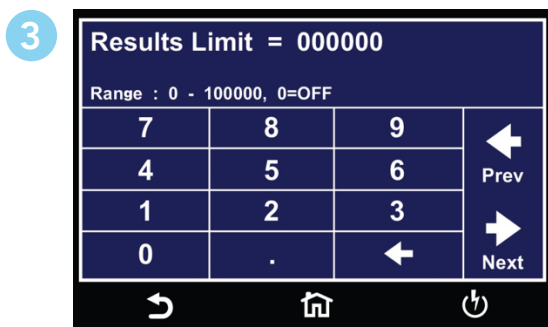 3
Results Limit = 000000
Range : 0 - 100000, 0=OFF
7 8 9
4 5 6
Prev
1 2 3
0 .
Next